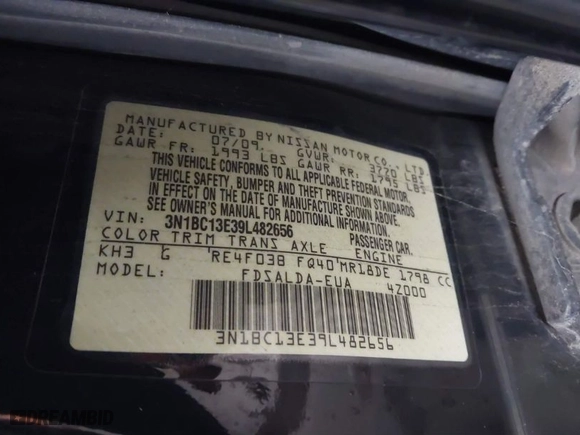 MANUFACTURED BY NISSAN MOTOR CO., LTD.
DATE: 07/09, GVWR: 3720 LBS
GAWR FR: 1993 LBS GAWR RR: 1745 LBS
THIS VEHICLE CONFORMS TO ALL APPLICABLE FEDERAL MOTOR
VEHICLE SAFETY, BUMPER AND THEFT PREVENTION STANDARDS
IN EFFECT ON THE DATE OF MANUFACTURE SHOWN ABOVE.
SEE OWNER'S MANUAL FOR ADDITIONAL INFORMATION.
VIN: 3N1BC13E39L482656 PASSENGER CAR.
COLOR TRIM TRANS AXLE ENGINE
KH3 G RE4F03B FQ40 MR18DE 1798 CC
MODEL: FDSALDA-EUA 4Z000
3N1BC13E39L482656
DREAMBID